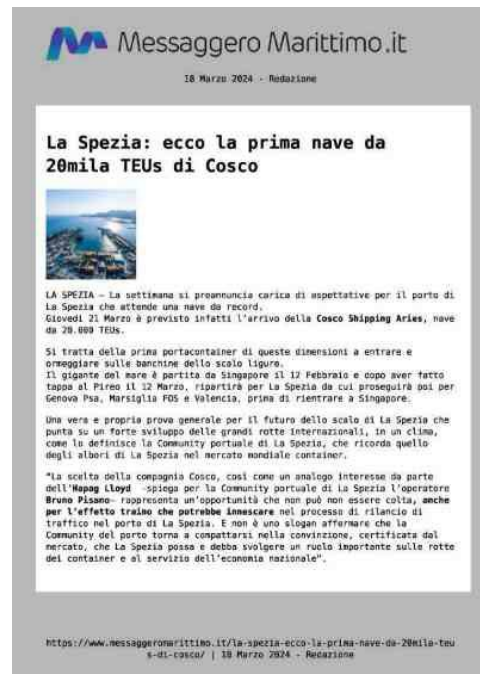 Messaggero Marittimo.it
18 Marzo 2024 - Redazione
La Spezia: ecco la prima nave da
20mila TEUs di Cosco
LA SPEZIA – La settimana si preannuncia carica di aspettative per il porto di
La Spezia che attende una nave da record.
Giovedì 21 Marzo è previsto infatti l'arrivo della Cosco Shipping Aries, nave
da 20.000 TEUs.
Si tratta della prima portacontainer di queste dimensioni a entrare e
ormeggiare sulle banchine dello scalo ligure.
Il gigante del mare è partita da Singapore il 12 Febbraio e dopo aver fatto
tappa al Pireo il 12 Marzo, ripartirà per La Spezia da cui proseguirà poi per
Genova Psa, Marsiglia FOS e Valencia, prima di rientrare a Singapore.
Una vera e propria prova generale per il futuro dello scalo di La Spezia che
punta su un forte sviluppo delle grandi rotte internazionali, in un clima,
come lo definisce la Community portuale di La Spezia, che ricorda quello
degli albori di La Spezia nel mercato mondiale container.
"La scelta della compagnia Cosco, così come un analogo interesse da parte
dell'Hapag Lloyd -spiega per la Community portuale di La Spezia l'operatore
Bruno Pisano- rappresenta un'opportunità che non può non essere colta, anche
per l'effetto traino che potrebbe innescare nel processo di rilancio di
traffico nel porto di La Spezia. E non è uno slogan affermare che la
Community del porto torna a compattarsi nella convinzione, certificata dal
mercato, che La Spezia possa e debba svolgere un ruolo importante sulle rotte
dei container e al servizio dell'economia nazionale".
https://www.messaggeromarittimo.it/la-spezia-ecco-la-prima-nave-da-20mila-teu
s-di-cosco/ | 18 Marzo 2024 - Redazione